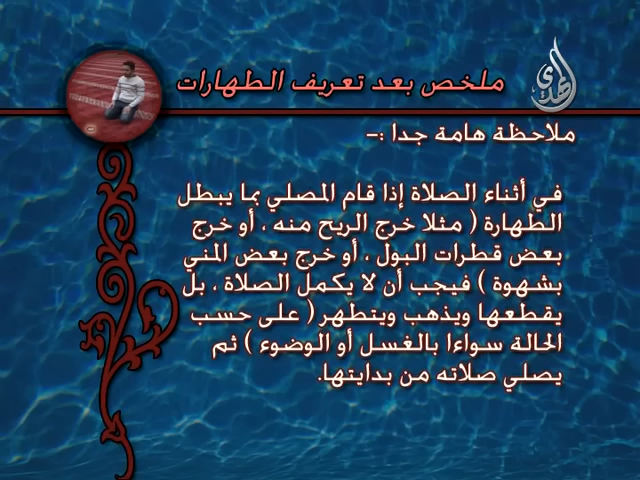 ملخص بعد تعريف الطهارات
الهدى
ملاحظة هامة جدا :-
في أثناء الصلاة إذا قام المصلي بما يبطل
الطهارة ( مثلا خرج الريح منه ، أو خرج
بعض قطرات البول ، أو خرج بعض المني
بشهوة ) فيجب أن لا يكمل الصلاة ، بل
يقطعها ويذهب ويتطهر ( على حسب
الحالة سواءا بالغسل أو الوضوء ) ثم
يصلي صلاته من بدايتها.